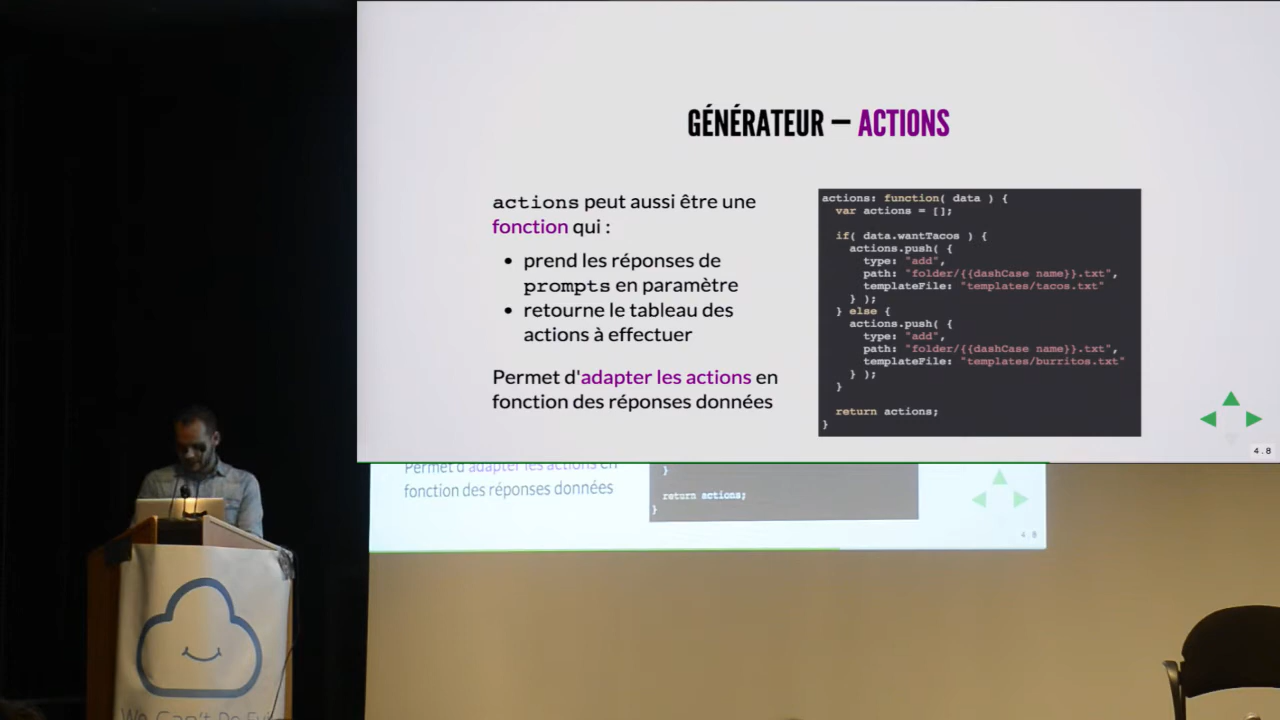 GÉNÉRATEUR — ACTIONS
actions peut aussi être une
fonction qui :
• prend les réponses de
prompts en paramètre
• retourne le tableau des
actions à effectuer
Permet d'adapter les actions en
fonction des réponses données
actions: function( data ) {
var actions = [];
if( data.wantTacos ) {
actions.push( {
type: "add",
path: "folder/{{dashCase name}}.txt",
templateFile: "templates/tacos.txt"
} );
} else {
actions.push( {
type: "add",
path: "folder/{{dashCase name}}.txt",
templateFile: "templates/burritos.txt"
} );
}
return actions;
}
4.8
Permet d'adapter les actions en
fonction des réponses données
}
return actions;
}
4.8
We Can't Be